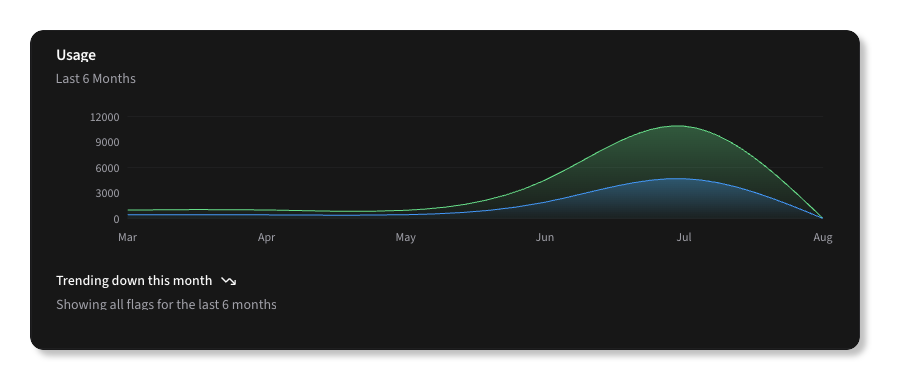 Usage
Last 6 Months
12000
9000
6000
3000
0
Mar Apr May Jun Jul Aug
Trending down this month
Showing all flags for the last 6 months